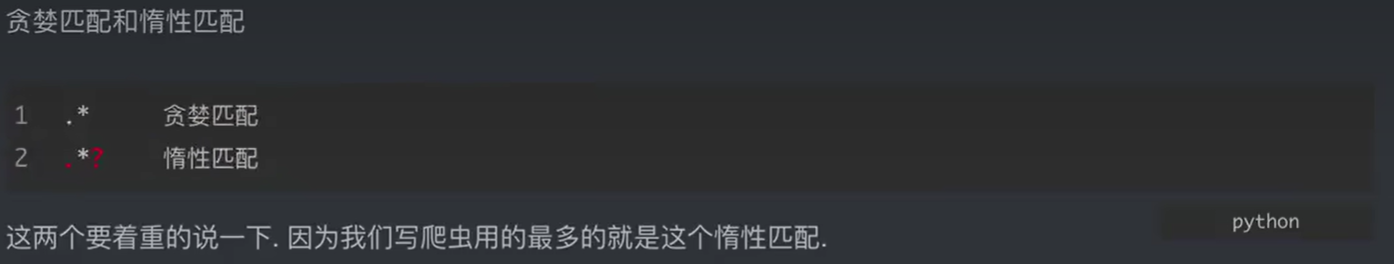 贪婪匹配和惰性匹配
1 .* 贪婪匹配
2 .*? 惰性匹配
python
这两个要着重的说一下. 因为我们写爬虫用的最多的就是这个惰性匹配.